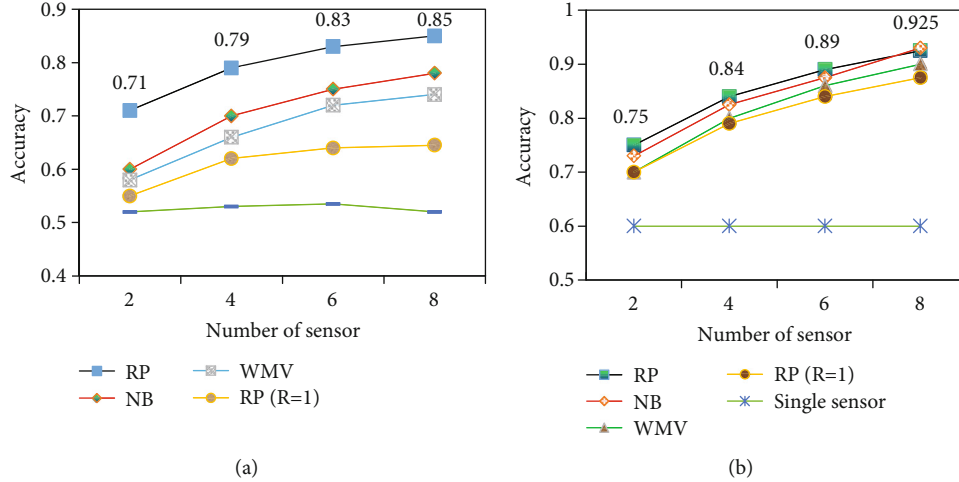 0.9
0.8
0.7
0.6
0.5
0.4
Accuracy
0.71
0.79
0.83
0.85
2
4
6
8
Number of sensor
RP
WMV
NB
RP (R=1)
(a)
1
0.9
0.8
0.7
0.6
0.5
Accuracy
0.75
0.84
0.89
0.925
2
4
6
8
Number of sensor
RP
RP (R=1)
NB
Single sensor
WMV
(b)